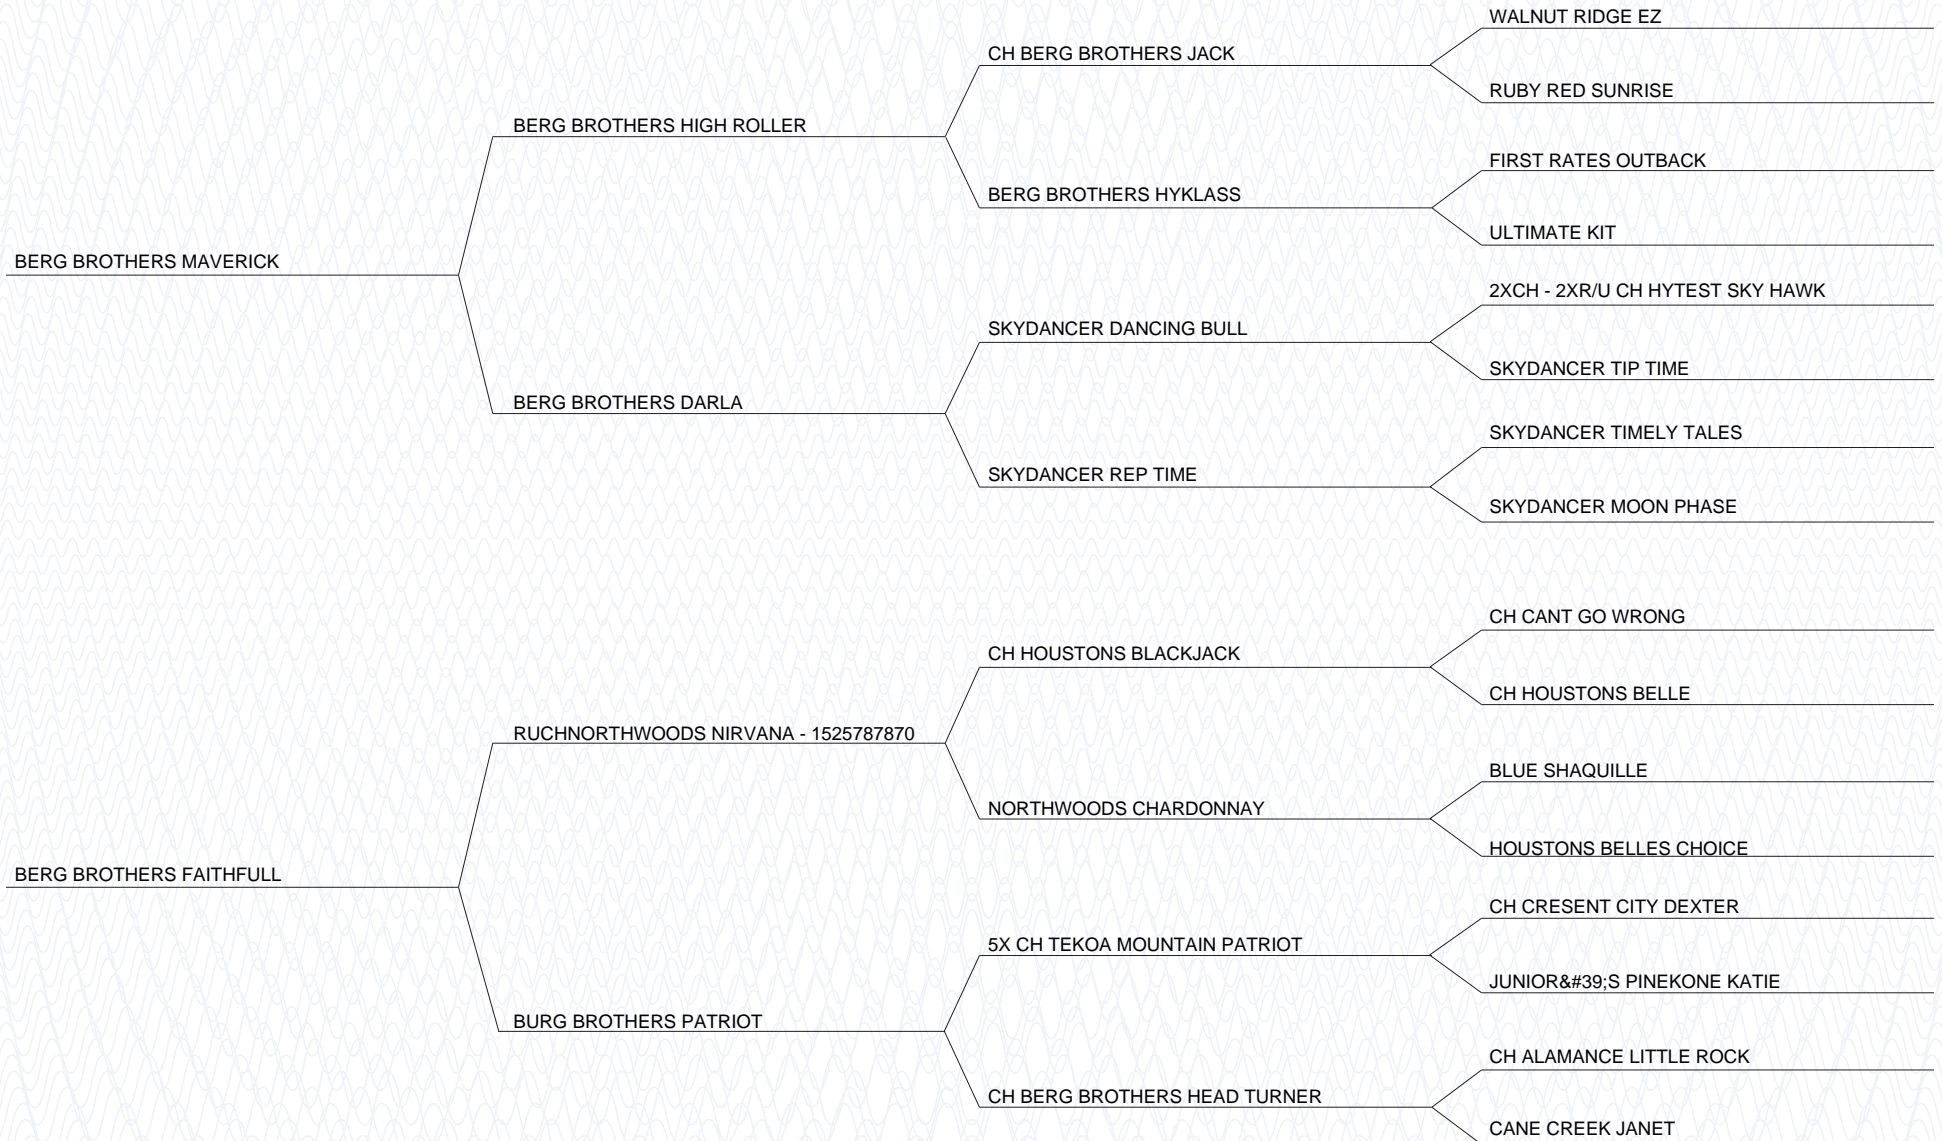 WALNUT RIDGE EZ
CH BERG BROTHERS JACK
RUBY RED SUNRISE
BERG BROTHERS HIGH ROLLER
FIRST RATES OUTBACK
BERG BROTHERS HYKLASS
ULTIMATE KIT
BERG BROTHERS MAVERICK
2XCH - 2XR/U CH HYTEST SKY HAWK
SKYDANCER DANCING BULL
SKYDANCER TIP TIME
BERG BROTHERS DARLA
SKYDANCER TIMELY TALES
SKYDANCER REP TIME
SKYDANCER MOON PHASE
CH CANT GO WRONG
CH HOUSTONS BLACKJACK
CH HOUSTONS BELLE
RUCHNORTHWOODS NIRVANA - 1525787870
BLUE SHAQUILLE
NORTHWOODS CHARDONNAY
HOUSTONS BELLES CHOICE
BERG BROTHERS FAITHFULL
CH CRESENT CITY DEXTER
5X CH TEKOA MOUNTAIN PATRIOT
JUNIOR&#39;S PINEKONE KATIE
BURG BROTHERS PATRIOT
CH ALAMANCE LITTLE ROCK
CH BERG BROTHERS HEAD TURNER
CANE CREEK JANET